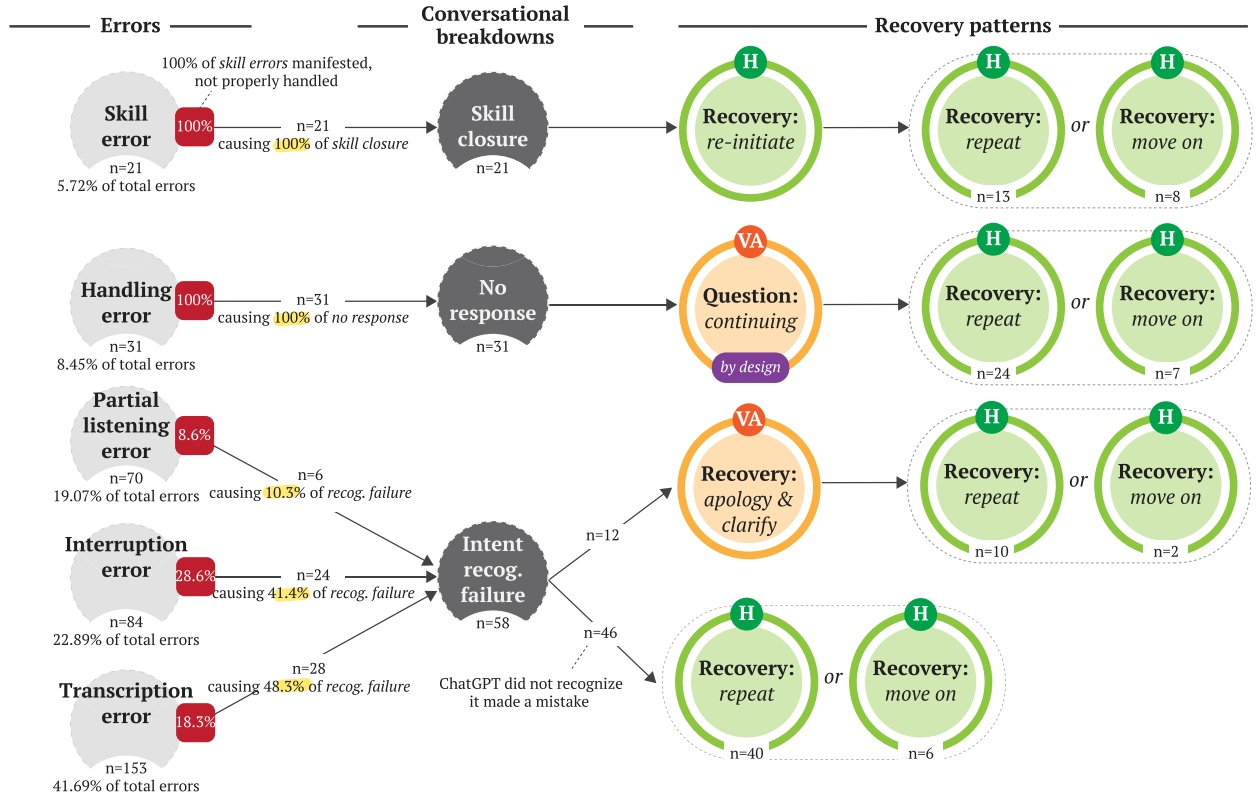 Errors
Conversational
breakdowns
Recovery patterns
100% of skill errors manifested,
not properly handled
Skill
error
100%
n=21
5.72% of total errors
n=21
causing 100% of skill closure
Skill
closure
n=21
H
Recovery:
re-initiate
H
Recovery:
repeat
n=13
or
H
Recovery:
move on
n=8
Handling
error
100%
n=31
8.45% of total errors
n=31
causing 100% of no response
No
response
n=31
VA
Question:
continuing
by design
H
Recovery:
repeat
n=24
or
H
Recovery:
move on
n=7
Partial
listening
error
8.6%
n=70
19.07% of total errors
n=6
causing 10.3% of recog. failure
Interruption
error
28.6%
n=84
22.89% of total errors
n=24
causing 41.4% of recog. failure
Transcription
error
18.3%
n=153
41.69% of total errors
n=28
causing 48.3% of recog. failure
Intent
recog.
failure
n=58
n=12
VA
Recovery:
apology &
clarify
H
Recovery:
repeat
n=10
or
H
Recovery:
move on
n=2
n=46
ChatGPT did not recognize
it made a mistake
H
Recovery:
repeat
n=40
or
H
Recovery:
move on
n=6